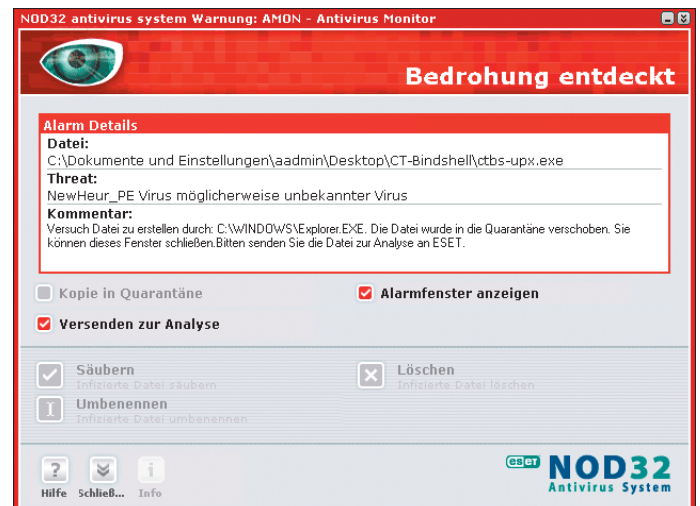 NOD32 antivirus system Warnung: AMON - Antivirus Monitor
Bedrohung entdeckt
Alarm Details
Datei:
C:\Dokumente und Einstellungen\aadmin\Desktop\CT-Bindshell\ctbs-upx.exe
Threat:
NewHeur_PE Virus möglicherweise unbekannter Virus
Kommentar:
Versuch Datei zu erstellen durch: C:\WINDOWS\Explorer.EXE. Die Datei wurde in die Quarantäne verschoben. Sie
können dieses Fenster schließen.Bitten senden Sie die Datei zur Analyse an ESET.
Kopie in Quarantäne
Alarmfenster anzeigen
Versenden zur Analyse
Säubern
Infizierte Datei säubern
Löschen
Infizierte Datei löschen
Umbenennen
Infizierte Datei umbenennen
Hilfe
Schließ...
Info
eseT NOD32
Antivirus System